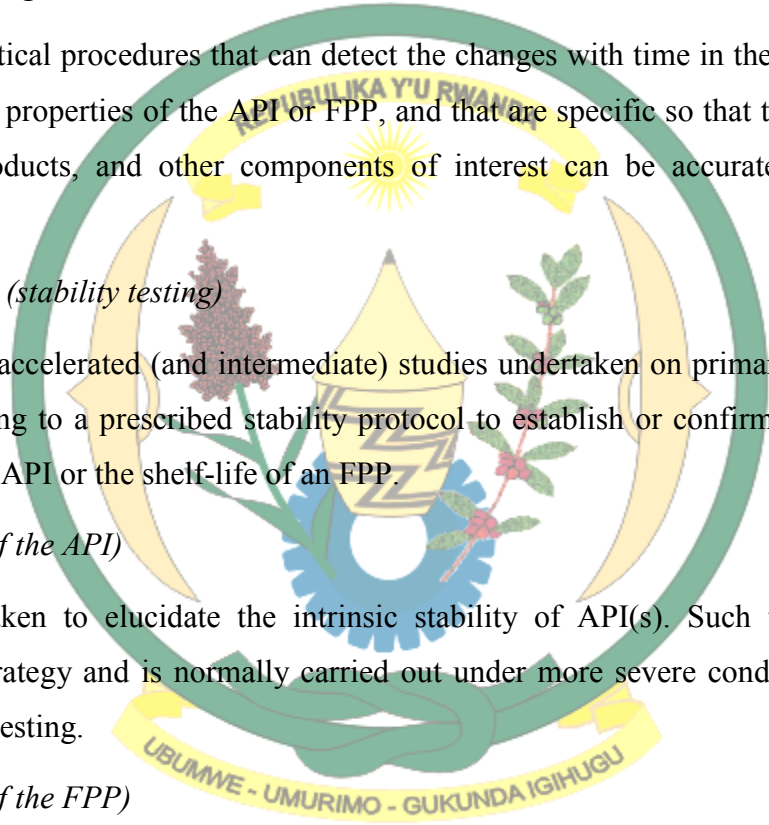 tical procedures that can detect the changes with time in the
REPUBULIKA Y'U RWANDA
properties of the API or FPP, and that are specific so that t
oducts, and other components of interest can be accurate
(stability testing)
accelerated (and intermediate) studies undertaken on primar
ng to a prescribed stability protocol to establish or confirm
API or the shelf-life of an FPP.
f the API)
aken to elucidate the intrinsic stability of API(s). Such
rategy and is normally carried out under more severe cond
esting.
UBUMWE - UMURIMO - GUKUNDA IGIHUGU
f the FPP)